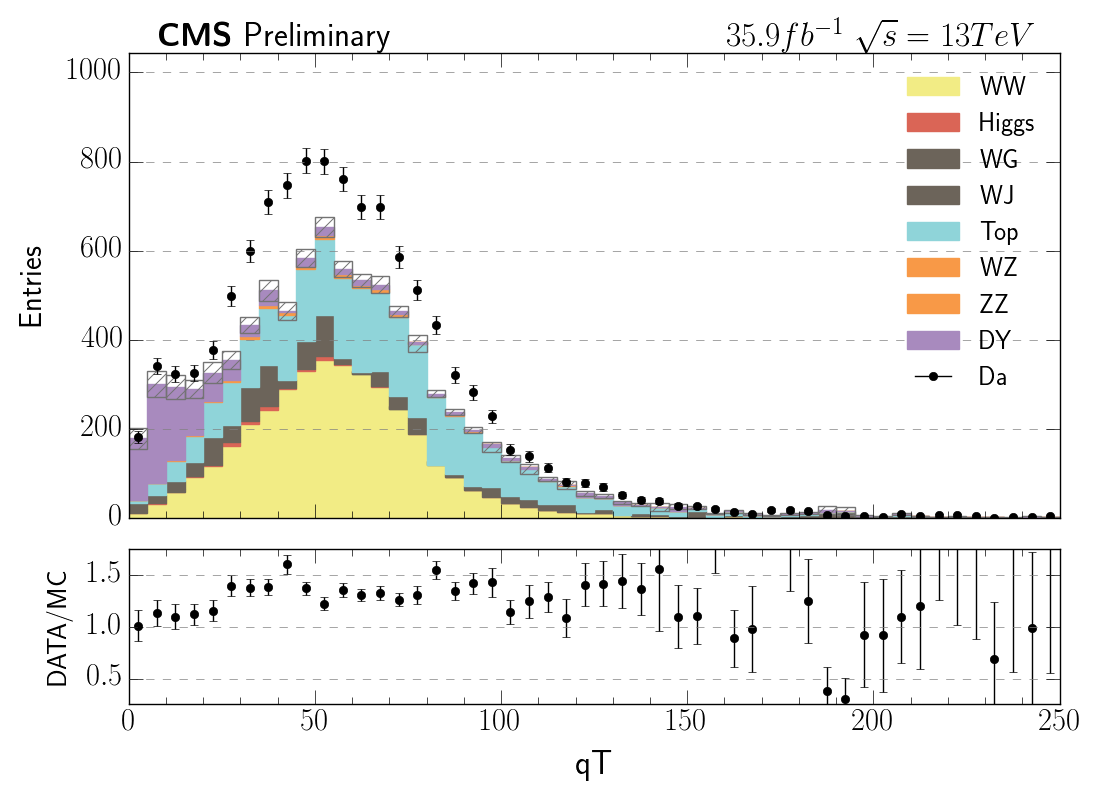 CMS Preliminary 35.9fb⁻¹ √s = 13TeV
1000
800
600
400
200
0
Entries
WW
Higgs
WG
WJ
Top
WZ
ZZ
DY
Da
1.5
1.0
0.5
DATA/MC
0 50 100 150 200 250
qT